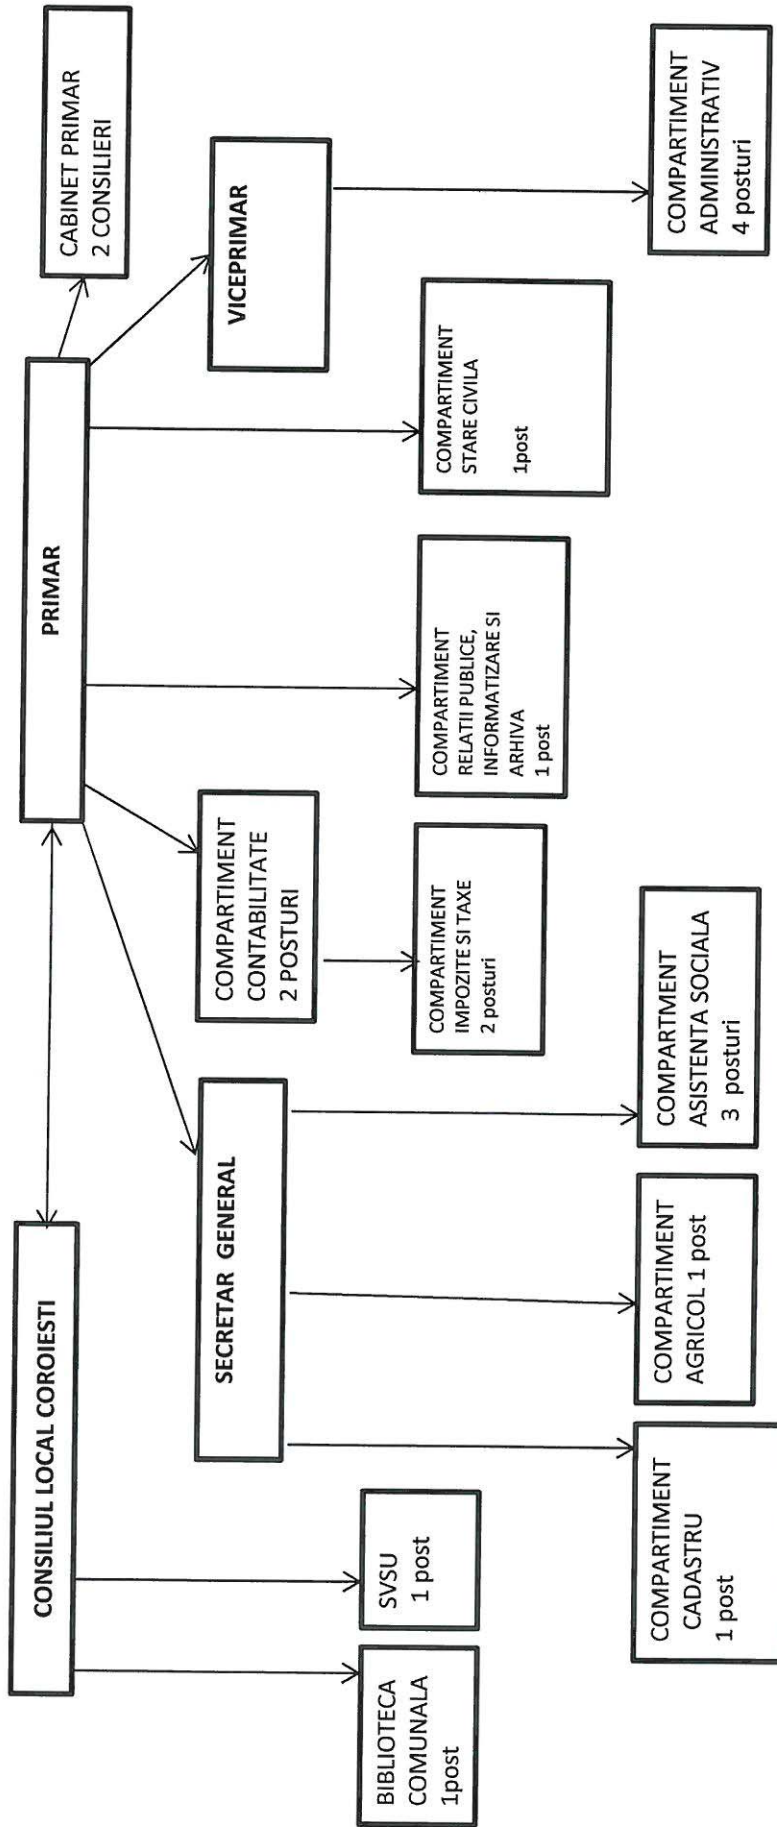 CONSILIUL LOCAL COROIESTI
PRIMAR
CABINET PRIMAR
2 CONSILIERI
SECRETAR GENERAL
COMPARTIMENT
CONTABILITATE
2 POSTURI
VICEPRIMAR
BIBLIOTECA
COMUNALA
1post
SVSU
1 post
COMPARTIMENT
IMPOZITE SI TAXE
2 posturi
COMPARTIMENT
RELATII PUBLICE,
INFORMATIZARE SI
ARHIVA
1 post
COMPARTIMENT
STARE CIVILA
1post
COMPARTIMENT
CADASTRU
1 post
COMPARTIMENT
AGRICOL 1 post
COMPARTMENT
ASISTENTA SOCIALA
3 posturi
COMPARTIMENT
ADMINISTRATIV
4 posturi